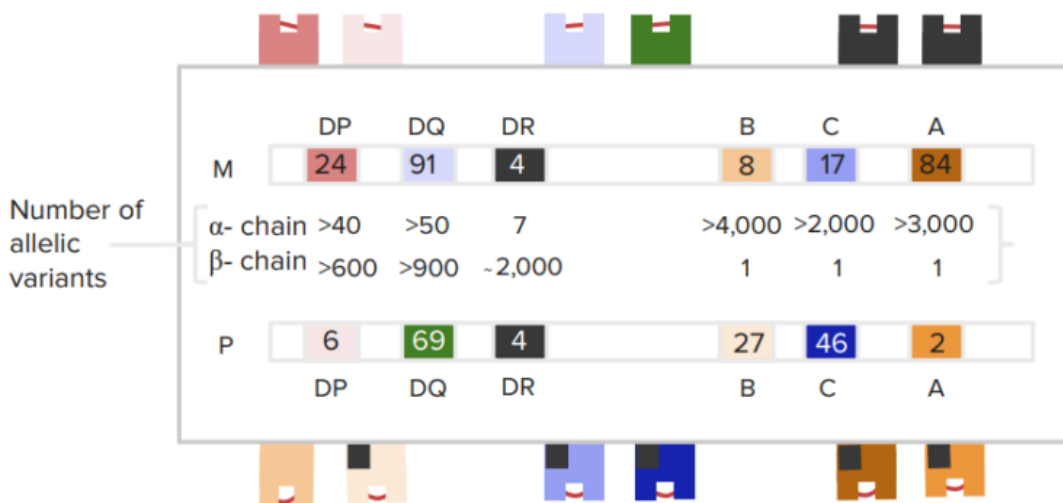 DP DQ DR B C A
M 24 91 4 8 17 84
Number of
allelic
variants
α- chain >40 >50 7 >4,000 >2,000 >3,000
β- chain >600 >900 ~2,000 1 1 1
P 6 69 4 27 46 2
DP DQ DR B C A